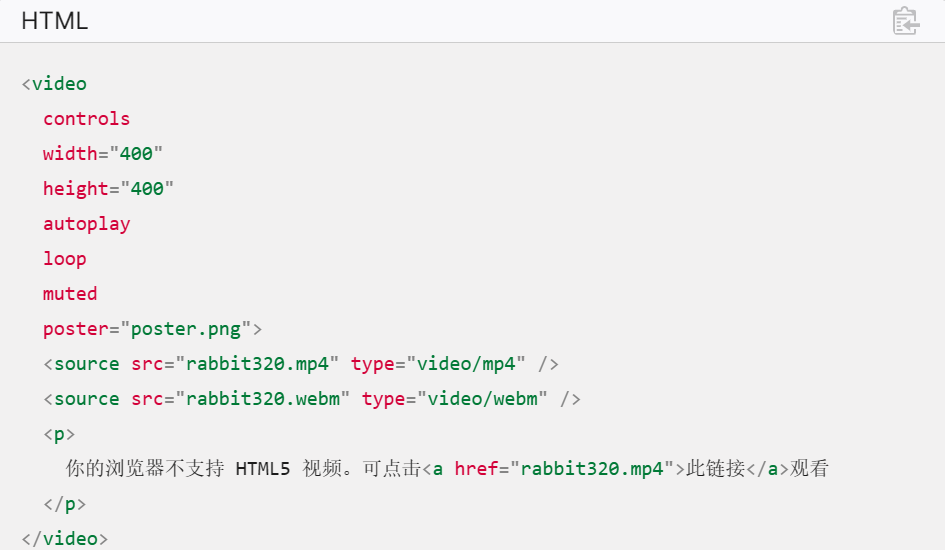 HTML
<video
controls
width="400"
height="400"
autoplay
loop
muted
poster="poster.png">
<source src="rabbit320.mp4" type="video/mp4" />
<source src="rabbit320.webm" type="video/webm" />
<p>
你的浏览器不支持 HTML5 视频。可点击<a href="rabbit320.mp4">此链接</a>观看
</p>
</video>